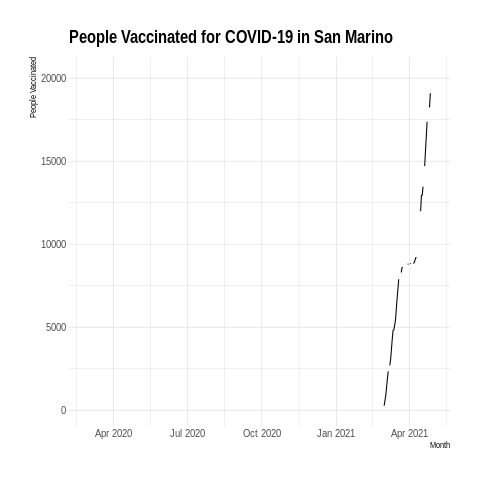 People Vaccinated for COVID-19 in San Marino
People Vaccinated
20000
15000
10000
5000
0
Apr 2020 Jul 2020 Oct 2020 Jan 2021 Apr 2021
Month